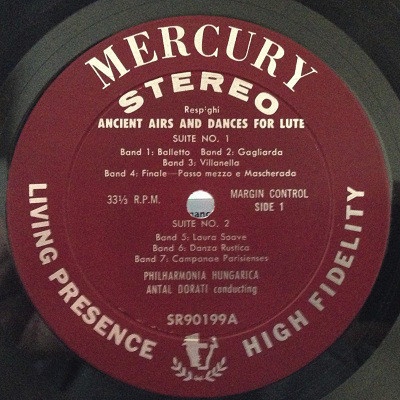 MERCURY
STEREO
Resp'ghi
ANCIENT AIRS AND DANCES FOR LUTE
SUITE NO. 1
Band 1: Balletto Band 2: Gagliarda
Band 3: Villanella
Band 4: Finale—Passo mezzo e Mascherada
33⅓ R.P.M.
MARGIN CONTROL
SIDE 1
SUITE NO. 2
Band 5: Laura Soave
Band 6: Danza Rustica
Band 7: Campanae Parisienses
PHILHARMONIA HUNGARICA
ANTAL DORATI conducting
SR90199A
LIVING PRESENCE
HIGH FIDELITY